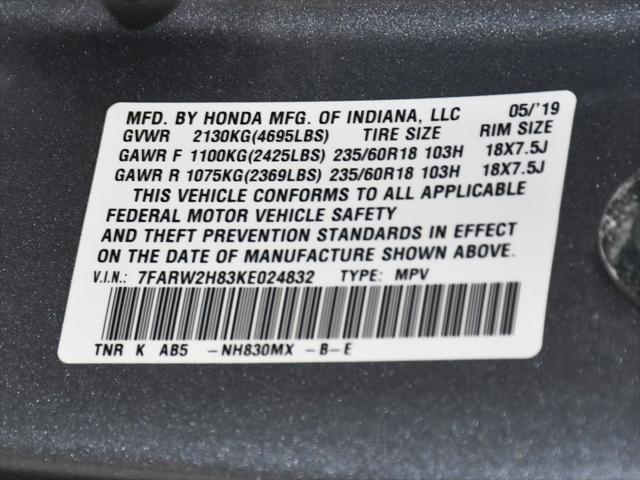 MFD. BY HONDA MFG. OF INDIANA, LLC 05/'19
GVWR 2130KG(4695LBS) TIRE SIZE RIM SIZE
GAWR F 1100KG(2425LBS) 235/60R18 103H 18X7.5J
GAWR R 1075KG(2369LBS) 235/60R18 103H 18X7.5J
THIS VEHICLE CONFORMS TO ALL APPLICABLE
FEDERAL MOTOR VEHICLE SAFETY
AND THEFT PREVENTION STANDARDS IN EFFECT
ON THE DATE OF MANUFACTURE SHOWN ABOVE.
V.I.N.: 7FARW2H83KE024832 TYPE: MPV
TNR K AB5 -NH830MX -B-E